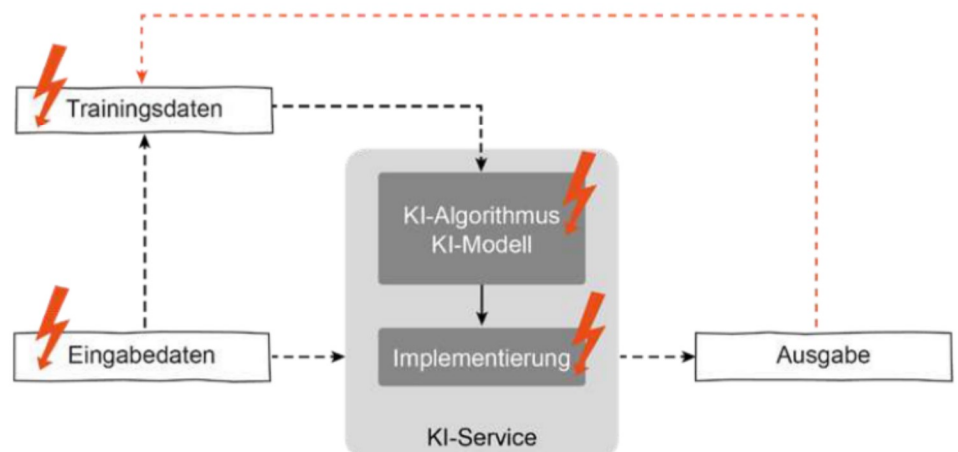 Trainingsdaten
KI-Algorithmus
KI-Modell
Eingabedaten
Implementierung
Ausgabe
KI-Service